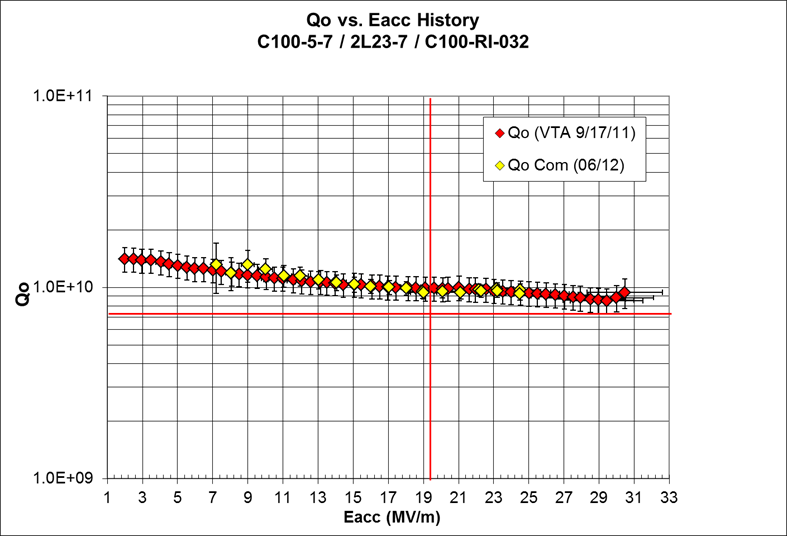 Qo vs. Eacc History
C100-5-7 / 2L23-7 / C100-RI-032
1.0E+11
Qo (VTA 9/17/11)
Qo Com (06/12)
1.0E+10
Qo
1.0E+09
1 3 5 7 9 11 13 15 17 19 21 23 25 27 29 31 33
Eacc (MV/m)